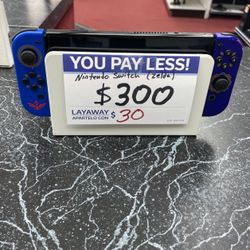 YOU PAY LESS!
Nintendo Switch (Zelda)
$300
LAYAWAY $ 30
APARTELO CON